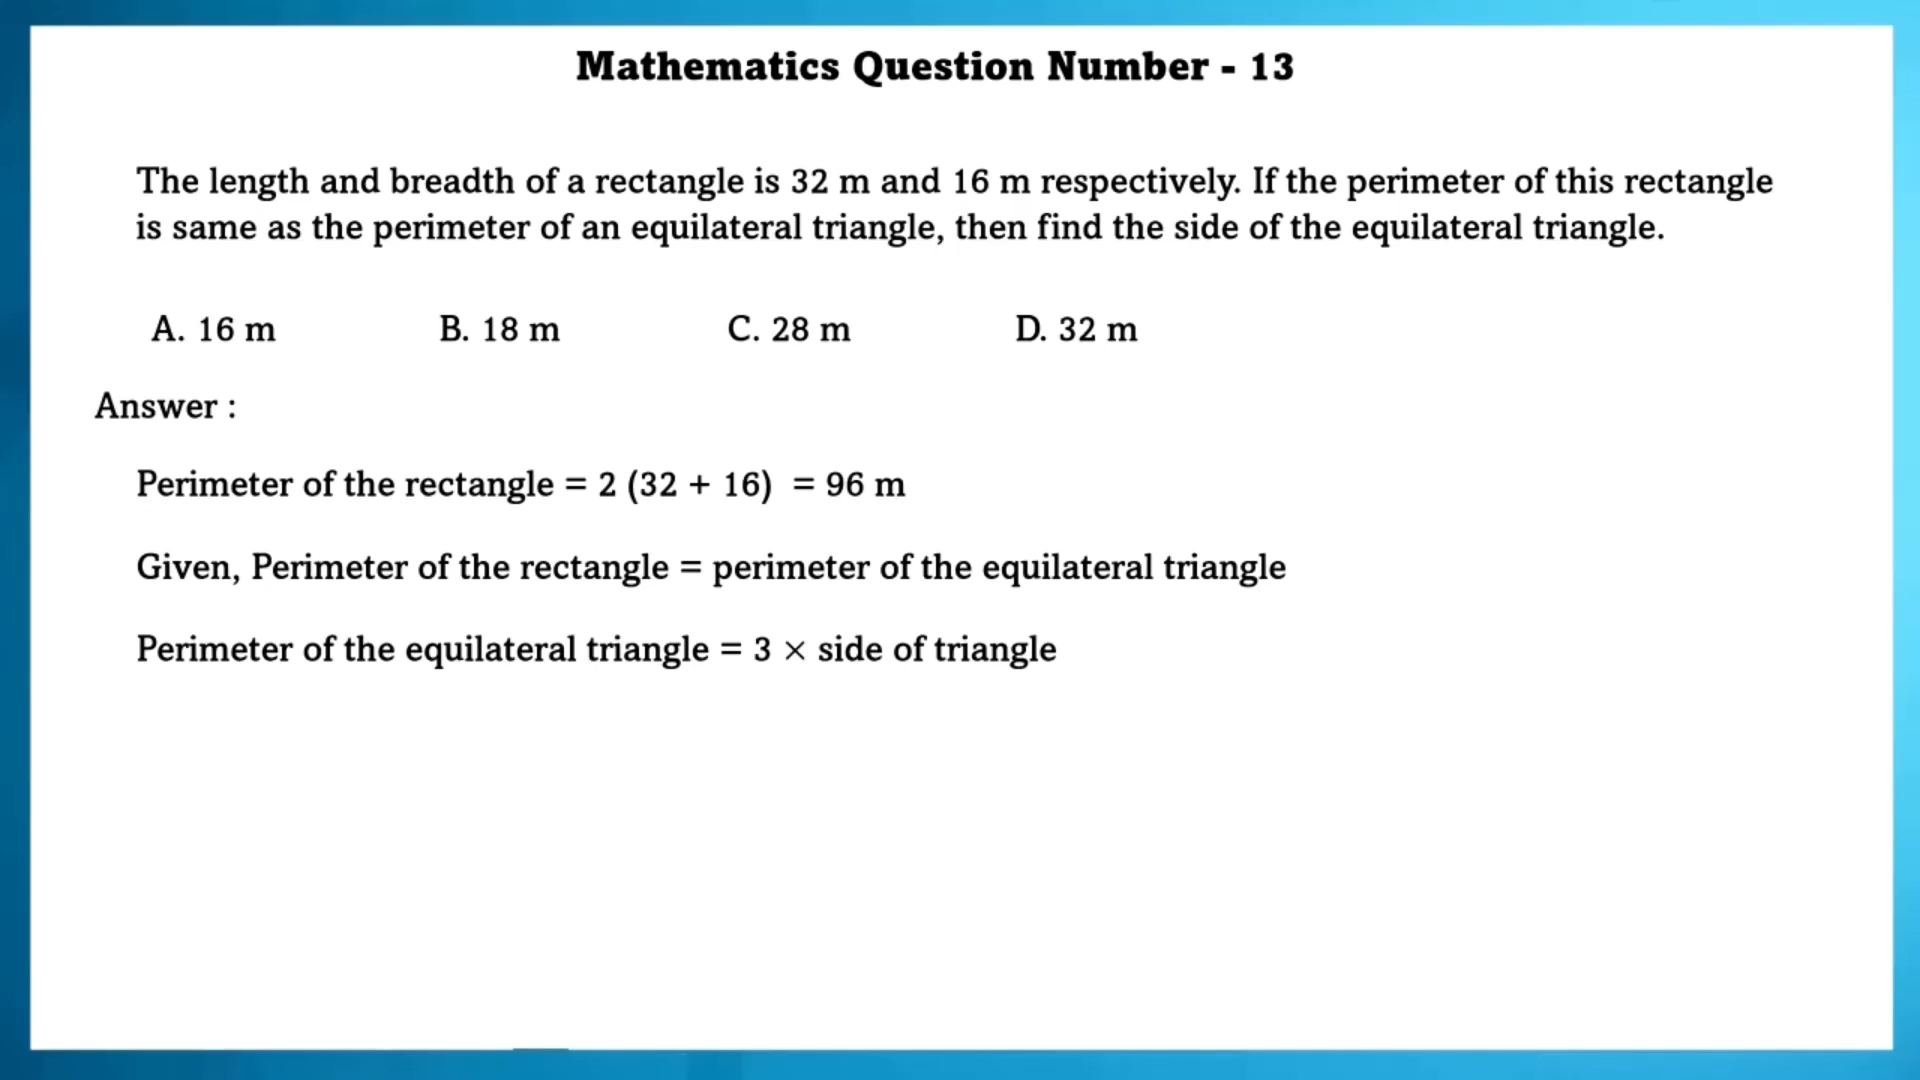 Mathematics Question Number - 13
The length and breadth of a rectangle is 32 m and 16 m respectively. If the perimeter of this rectangle
is same as the perimeter of an equilateral triangle, then find the side of the equilateral triangle.
A. 16 m B. 18 m C. 28 m D. 32 m
Answer :
Perimeter of the rectangle = 2 (32 + 16) = 96 m
Given, Perimeter of the rectangle = perimeter of the equilateral triangle
Perimeter of the equilateral triangle = 3 × side of triangle